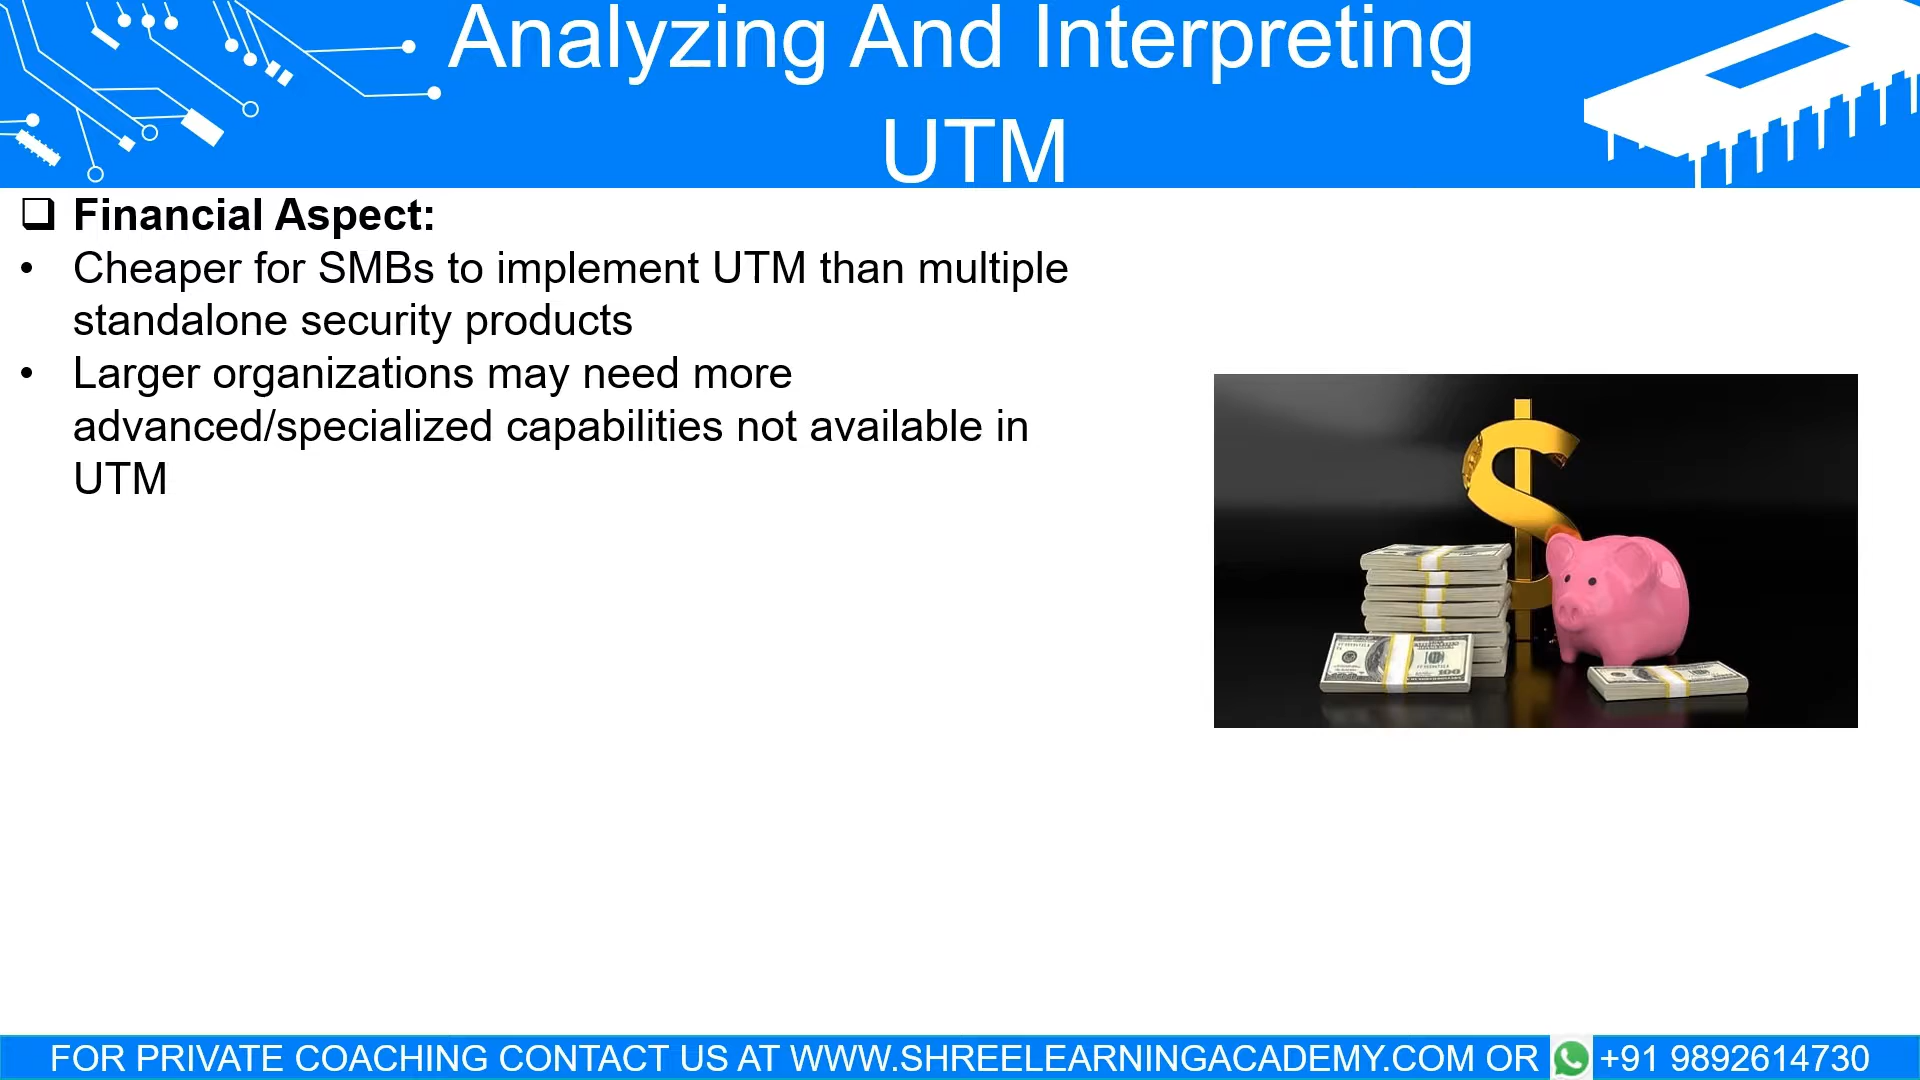 Analyzing And Interpreting
UTM
Financial Aspect:
• Cheaper for SMBs to implement UTM than multiple
standalone security products
• Larger organizations may need more
advanced/specialized capabilities not available in
UTM
100
FOR PRIVATE COACHING CONTACT US AT WWW.SHREELEARNINGACADEMY.COM OR +91 9892614730